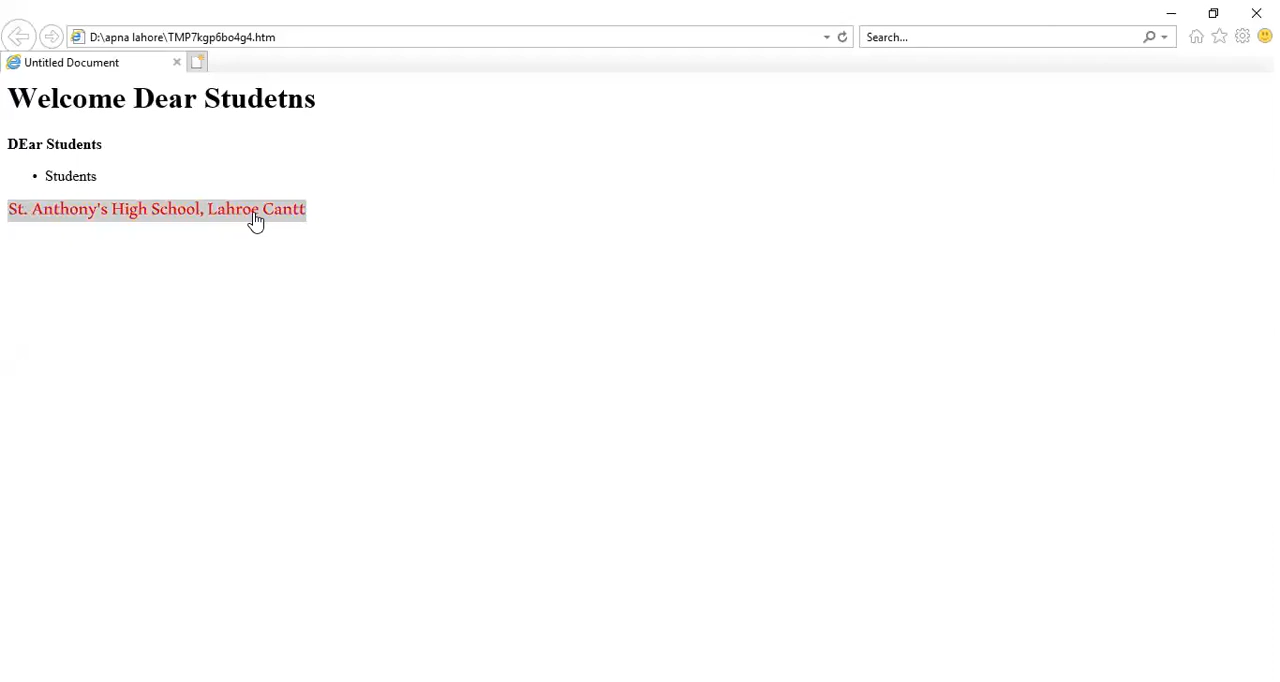 D:\apna lahore\TMP7kgp6bo4g4.htm
Search...
Untitled Document
Welcome Dear Studetns
DEar Students
• Students
St. Anthony's High School, Lahroe Cantt